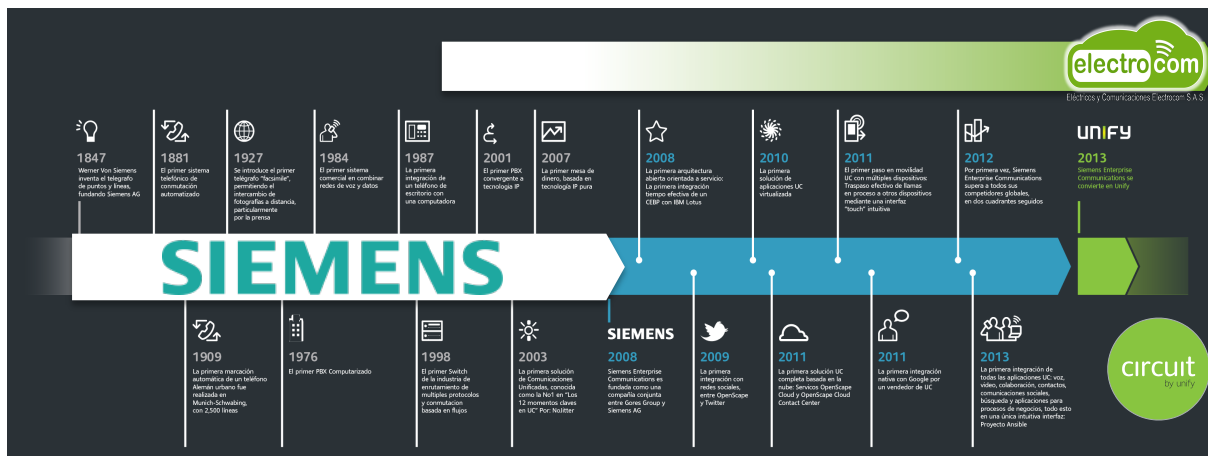 electrocom
Eléctricos y Comunicaciones Electrocom S.A.S.
1847
Werner Von Siemens
inventa el telegrafo
de puntos y líneas,
fundando Siemens AG
1881
El primer sistema
telefónico de
conmutación
automatizado
1927
Se introduce el primer
telégrafo "facsimile",
permitiendo el
intercambio de
fotografías a distancia,
particularmente
por la prensa
1984
El primer sistema
comercial en combinar
redes de voz y datos
1987
La primera
integración de
un teléfono de
escritorio con
una computadora
2001
El primer PBX
convergente a
tecnología IP
2007
La primer mesa de
dinero, basada en
tecnología IP pura
2008
La primera arquitectura
abierta orientada a servicio:
La primera integración
tiempo efectiva de un
CEBP con IBM Lotus
2010
La primera
solución de
aplicaciones UC
virtualizada
2011
El primer paso en movilidad
UC con múltiples dispositivos:
Traspaso efectivo de llamas
en proceso a otros dispositivos
mediante una interfaz
"touch" intuitiva
2012
Por primera vez, Siemens
Enterprise Communications
supera a todos sus
competidores globales,
en dos cuadrantes seguidos
UNIFY
2013
Siemens Enterprise
Communications se
convierte en Unify
SIEMENS
1909
La primera marcación
automática de un teléfono
Alemán urbano fue
realizada en
Munich-Schwabing,
con 2,500 líneas
1976
El primer PBX Computarizado
1998
El primer Switch
de la industria de
enrutamiento de
multiples protocolos
y conmutacion
basada en flujos
2003
La primera solución
de Comunicaciones
Unificadas, conocida
como la No1 en "Los
12 momentos claves
en UC" Por: NoJitter
SIEMENS
2008
Siemens Enterprise
Communications es
fundada como una
compañía conjunta
entre Gores Group y
Siemens AG
2009
La primera
integración con
redes sociales,
entre OpenScape
y Twitter
2011
La primera solución UC
completa basada en la
nube: Servicos OpenScape
Cloud y OpenScape Cloud
Contact Center
2011
La primera integración
nativa con Google por
un vendedor de UC
2013
La primera integración de
todas las aplicaciones UC: voz,
video, colaboración, contactos,
comunicaciones sociales,
búsqueda y aplicaciones para
procesos de negocios, todo esto
en una única intuitiva interfaz:
Proyecto Ansible
circuit
by unify